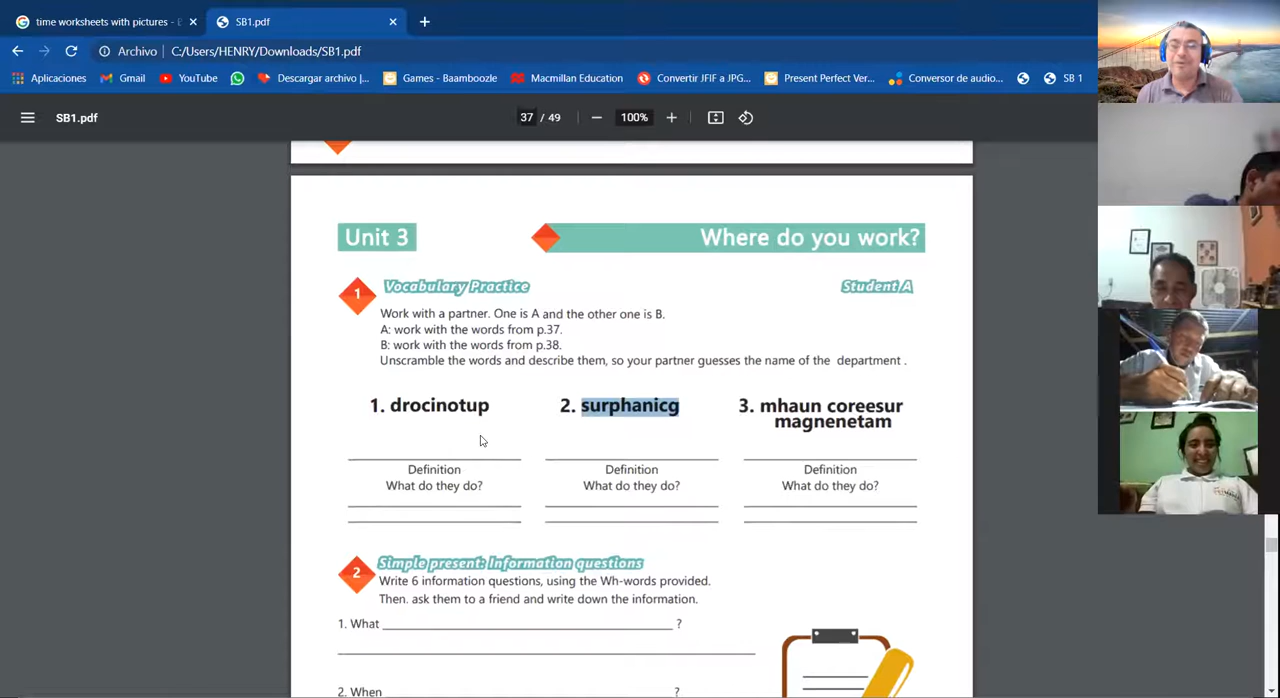 time worksheets with pictures - B
SB1.pdf
Archivo
C:/Users/HENRY/Downloads/SB1.pdf
Aplicaciones
Gmail
YouTube
Descargar archivo |...
Games - Baamboozle
Macmillan Education
Convertir JFIF a JPG...
Present Perfect Ver...
Conversor de audio...
SB 1
SB1.pdf
37 / 49
100%
Unit 3
Where do you work?
1
Vocabulary Practice
Student A
Work with a partner. One is A and the other one is B.
A: work with the words from p.37.
B: work with the words from p.38.
Unscramble the words and describe them, so your partner guesses the name of the department .
1. drocinotup
2. surphanicg
3. mhaun coreesur
magnenetam
Definition
What do they do?
Definition
What do they do?
Definition
What do they do?
2
Simple present: Information questions
Write 6 information questions, using the Wh-words provided.
Then. ask them to a friend and write down the information.
1. What ?
2. When ?